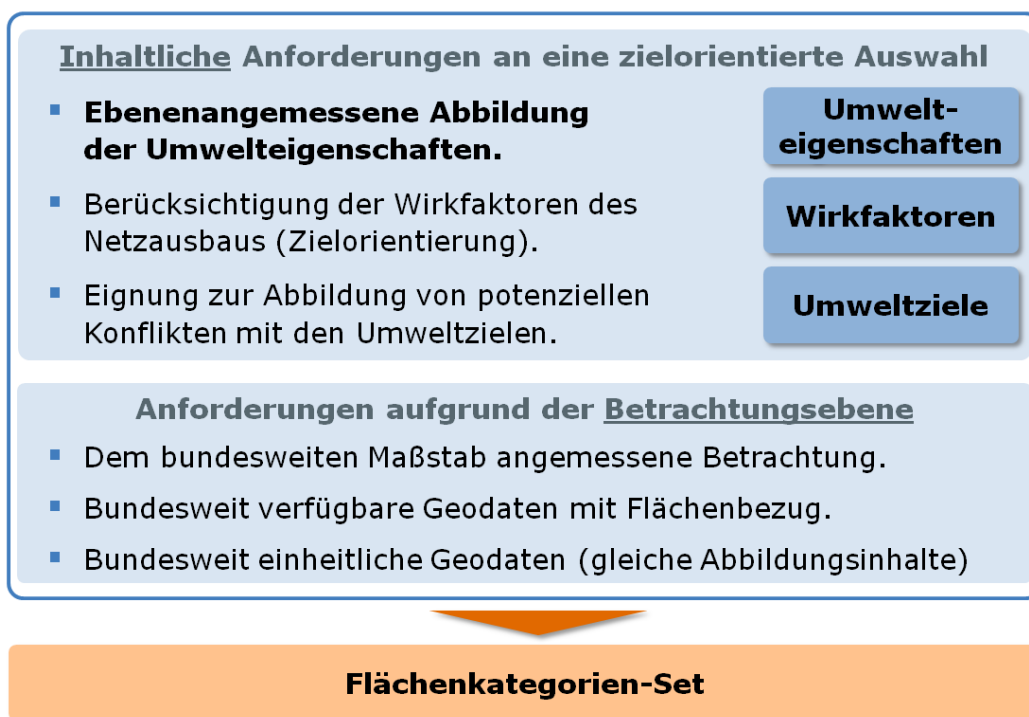 Inhaltliche Anforderungen an eine zielorientierte Auswahl
▪ Ebenenangemessene Abbildung
der Umwelteigenschaften.
Umwelt-
eigenschaften
▪ Berücksichtigung der Wirkfaktoren des
Netzausbaus (Zielorientierung).
Wirkfaktoren
▪ Eignung zur Abbildung von potenziellen
Konflikten mit den Umweltzielen.
Umweltziele
Anforderungen aufgrund der Betrachtungsebene
▪ Dem bundesweiten Maßstab angemessene Betrachtung.
▪ Bundesweit verfügbare Geodaten mit Flächenbezug.
▪ Bundesweit einheitliche Geodaten (gleiche Abbildungsinhalte)
Flächenkategorien-Set